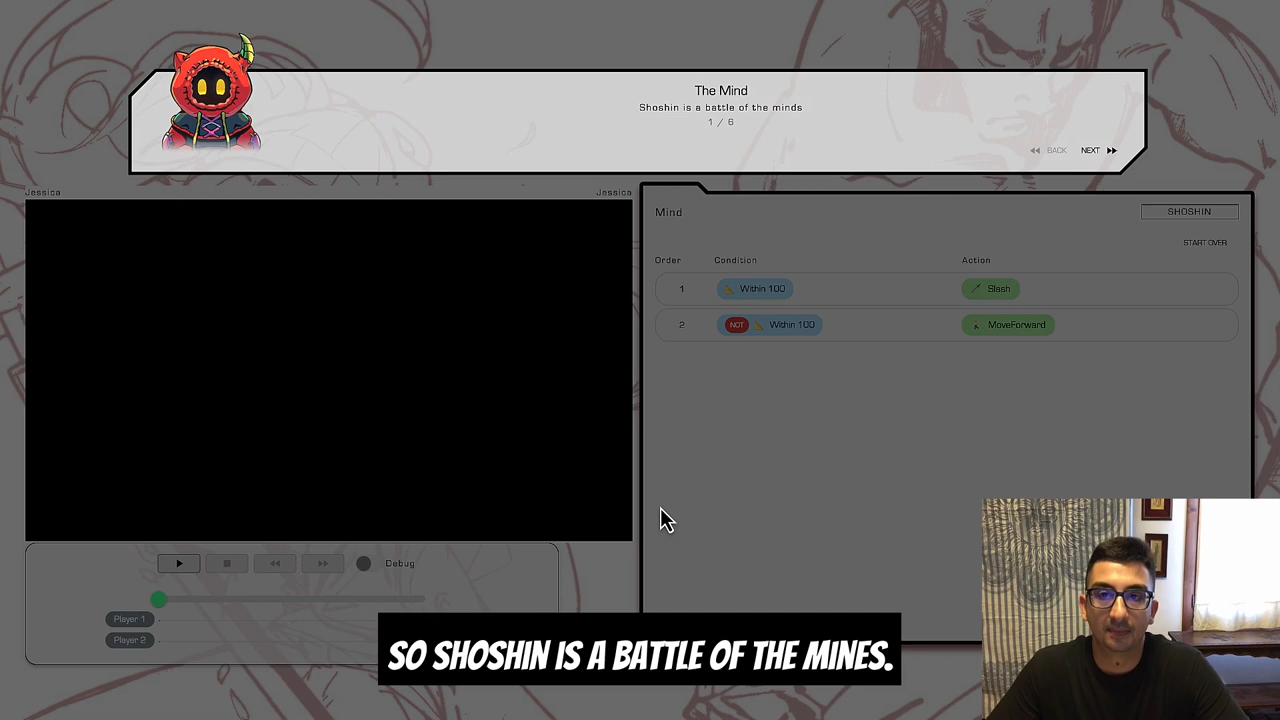 The Mind
Shoshin is a battle of the minds
1 / 6
BACK NEXT
Jessica Jessica
Mind SHOSHIN
START OVER
Order Condition Action
1 Within 100 Slash
2 NOT Within 100 MoveForward
Debug
Player 1
Player 2
SO SHOSHIN IS A BATTLE OF THE MINES.